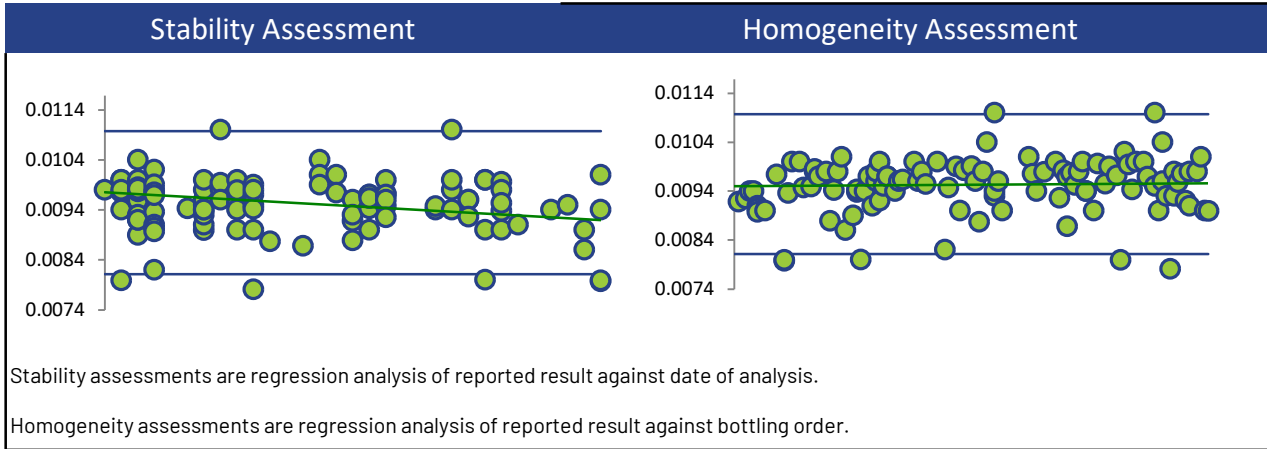 Stability Assessment
Homogeneity Assessment
0.0114
0.0104
0.0094
0.0084
0.0074
0.0114
0.0104
0.0094
0.0084
0.0074
Stability assessments are regression analysis of reported result against date of analysis.
Homogeneity assessments are regression analysis of reported result against bottling order.